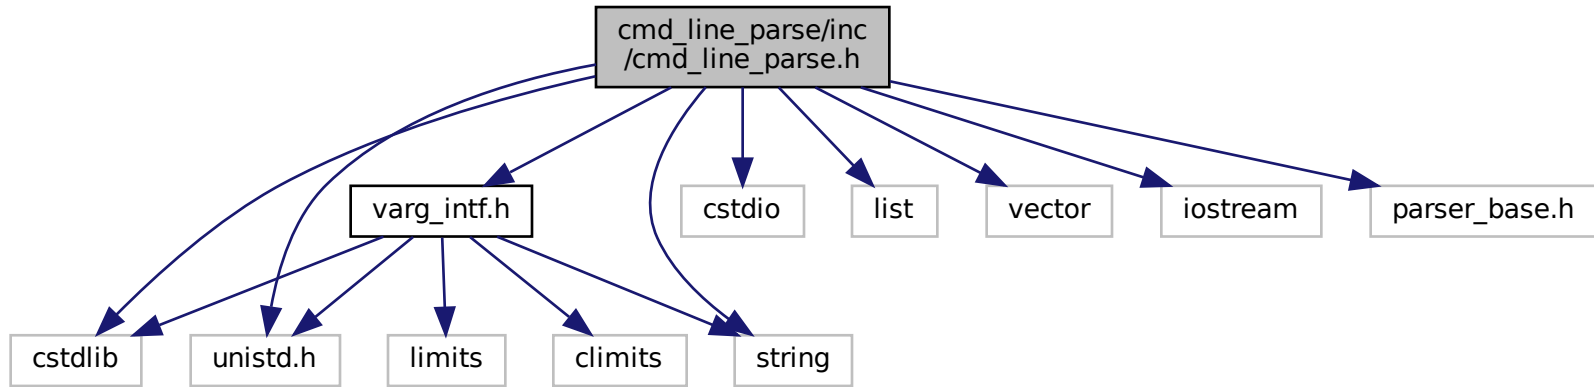 cmd_line_parse/inc
/cmd_line_parse.h
varg_intf.h
cstdio
list
vector
iostream
parser_base.h
cstdlib
unistd.h
limits
climits
string